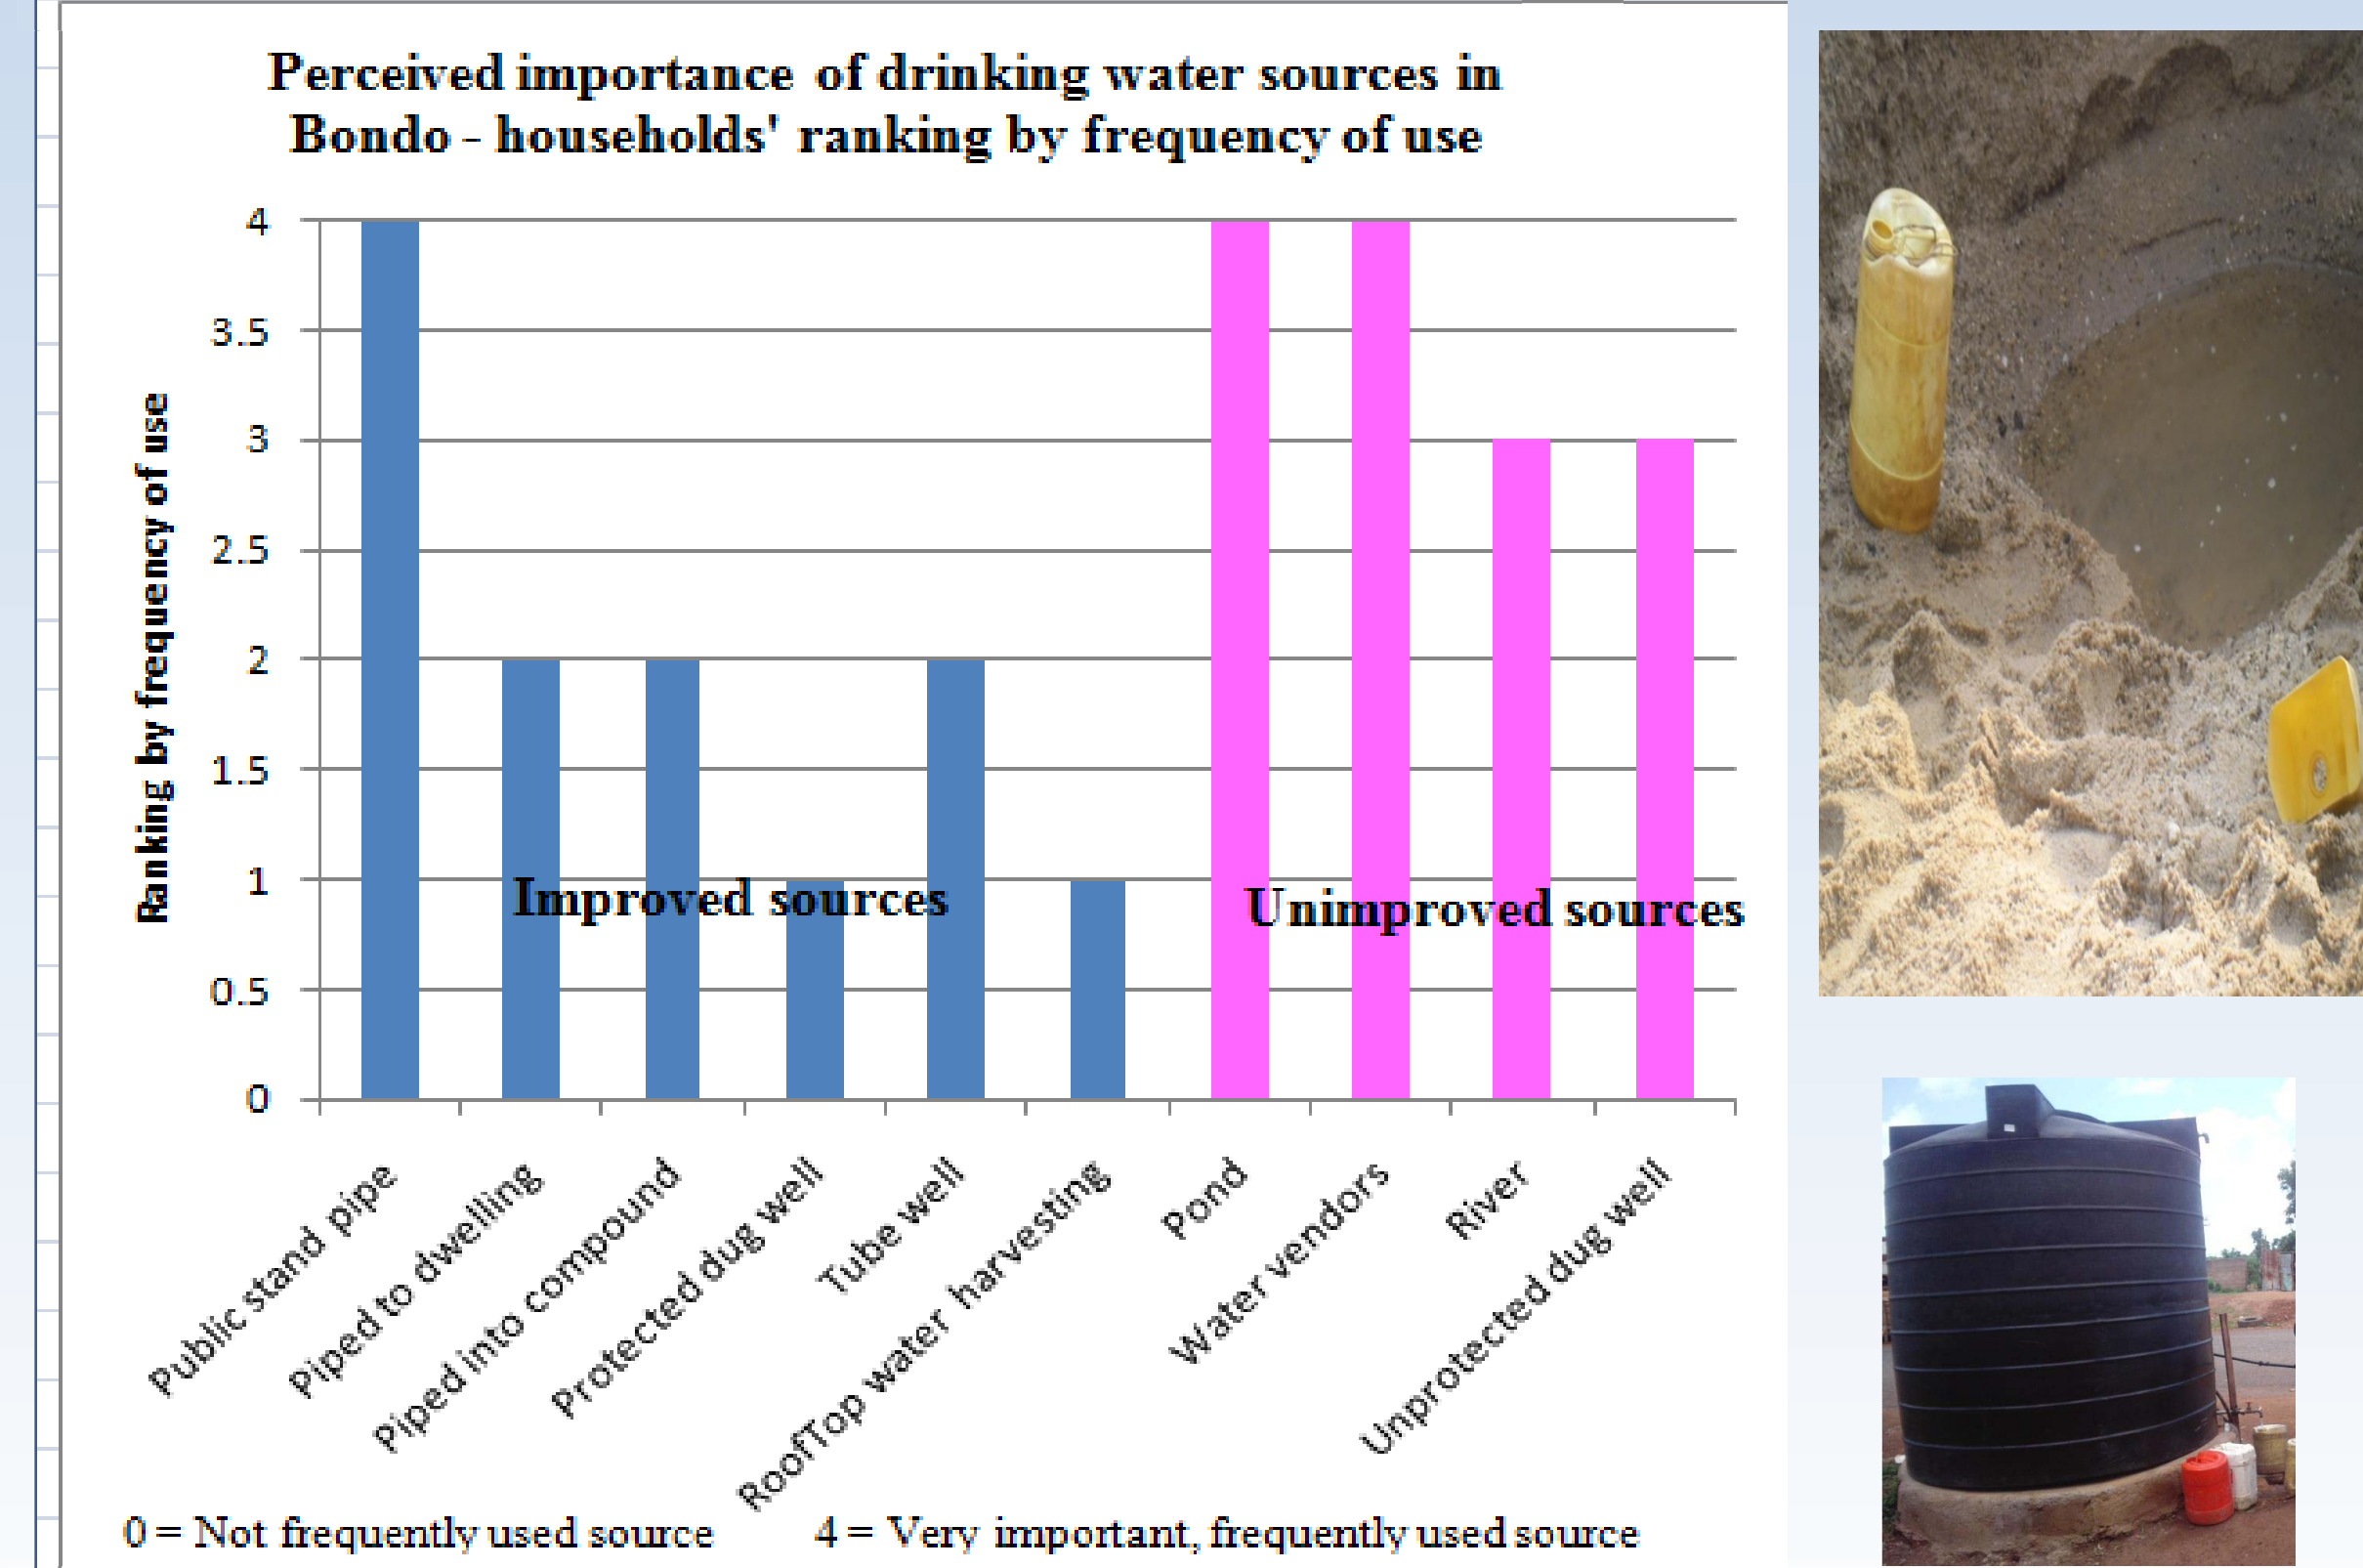 Perceived importance of drinking water sources in
Bondo - households' ranking by frequency of use
Ranking by frequency of use
4
3.5
3
2.5
2
1.5
1
0.5
0
Improved sources
Unimproved sources
Public stand pipe
Piped to dwelling
Piped into compound
Protected dug well
Tube well
RoofTop water harvesting
Pond
Water vendors
River
Unprotected dug well
0 = Not frequently used source
4 = Very important, frequently used source